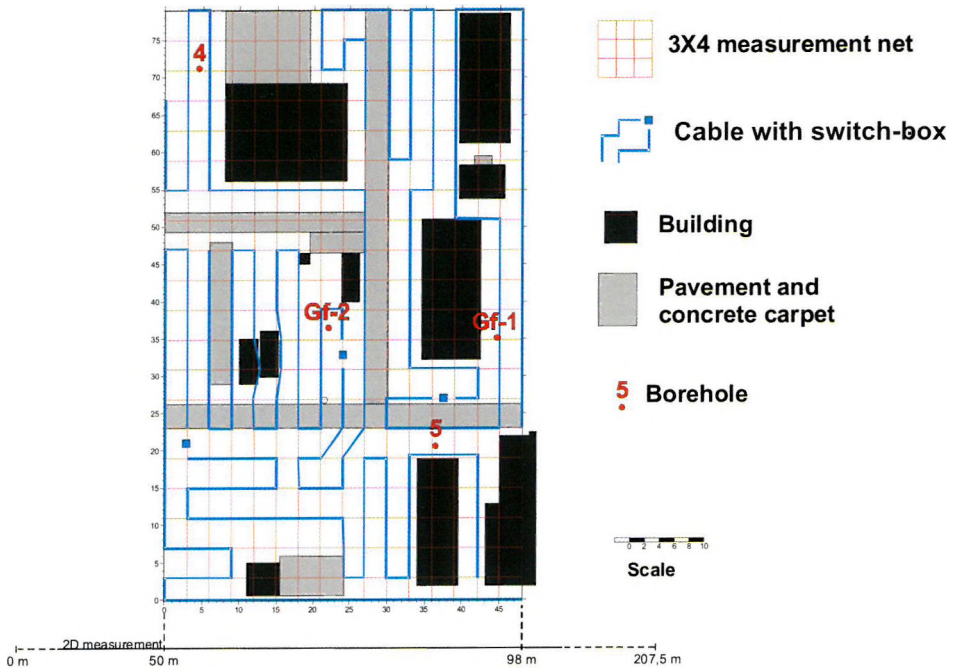 75
70
65
60
55
50
45
40
35
30
25
20
15
10
5
0
0 5 10 15 20 25 30 35 40 45
4
Gf-2
Gf-1
5
3X4 measurement net
Cable with switch-box
Building
Pavement and
concrete carpet
5
Borehole
0 2 4 6 8 10
Scale
2D measurement
0 m 50 m 98 m 207,5 m